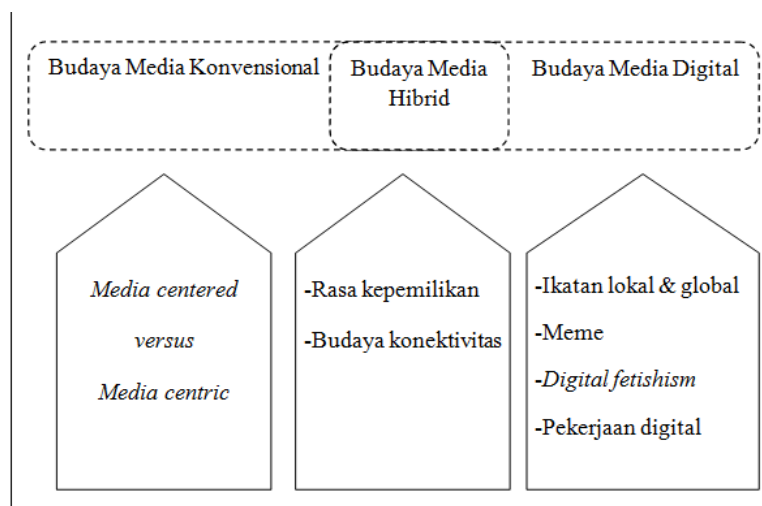 Budaya Media Konvensional
Budaya Media
Hibrid
Budaya Media Digital
Media centered
versus
Media centric
-Rasa kepemilikan
-Budaya konektivitas
-Ikatan lokal & global
-Meme
-Digital fetishism
-Pekerjaan digital